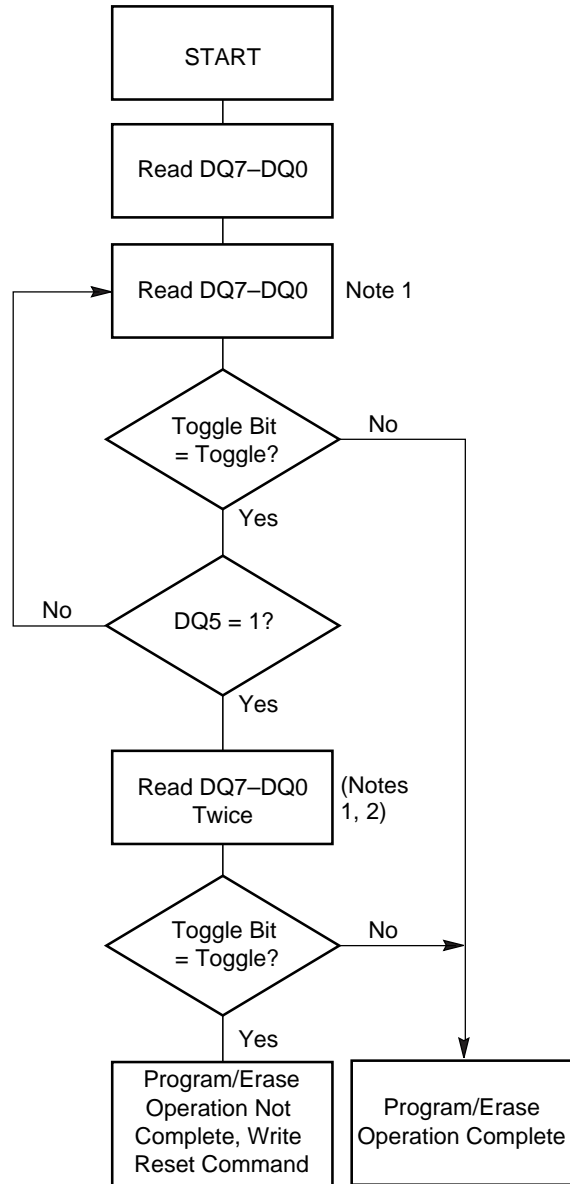 START
Read DQ7–DQ0
Read DQ7–DQ0
Note 1
Toggle Bit
= Toggle?
No
Yes
No
DQ5 = 1?
Yes
Read DQ7–DQ0
Twice
(Notes
1, 2)
Toggle Bit
= Toggle?
No
Yes
Program/Erase
Operation Not
Complete, Write
Reset Command
Program/Erase
Operation Complete